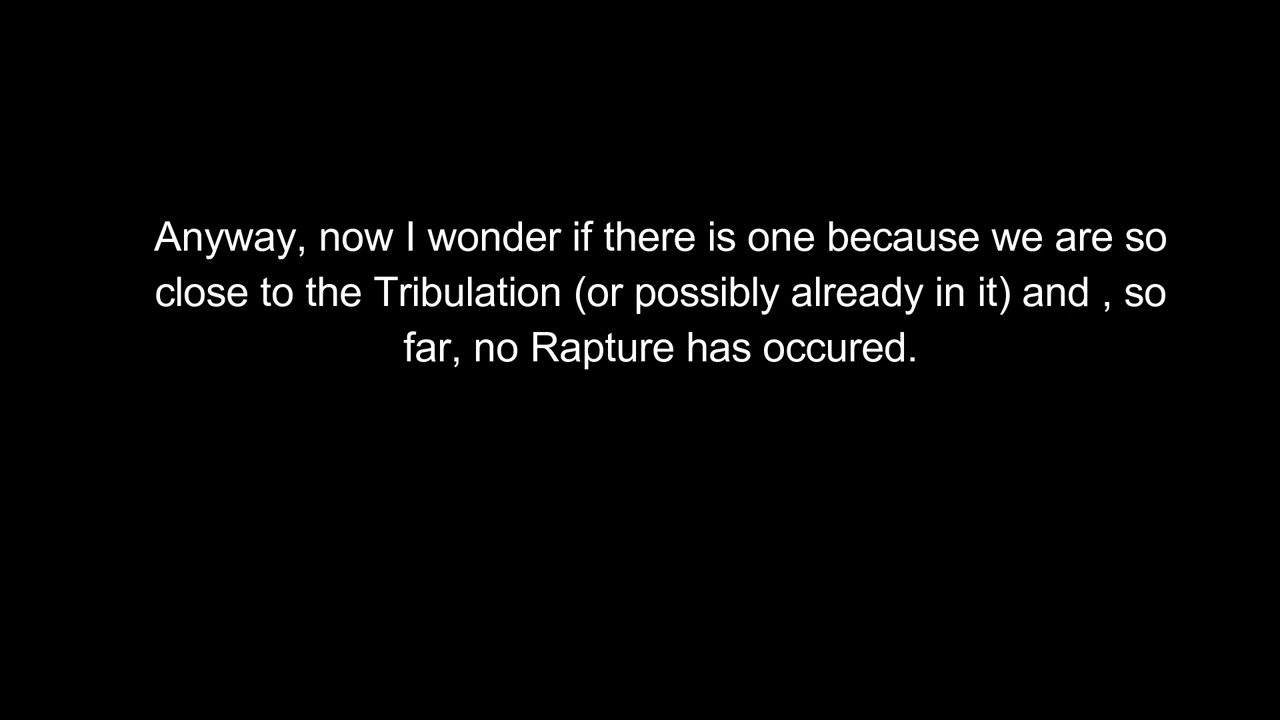 Anyway, now I wonder if there is one because we are so
close to the Tribulation (or possibly already in it) and , so
far, no Rapture has occured.